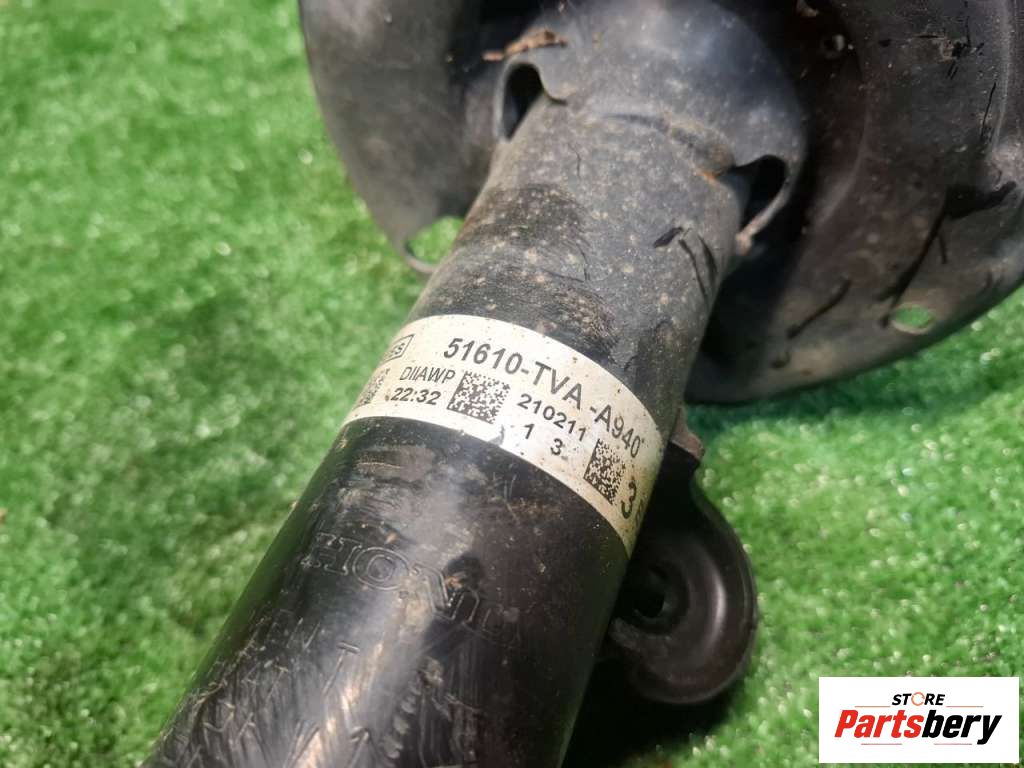 51610-TVA-A940
DIIAWP
22:32
210211
1 3
3
HONDA
STORE
Partsbery